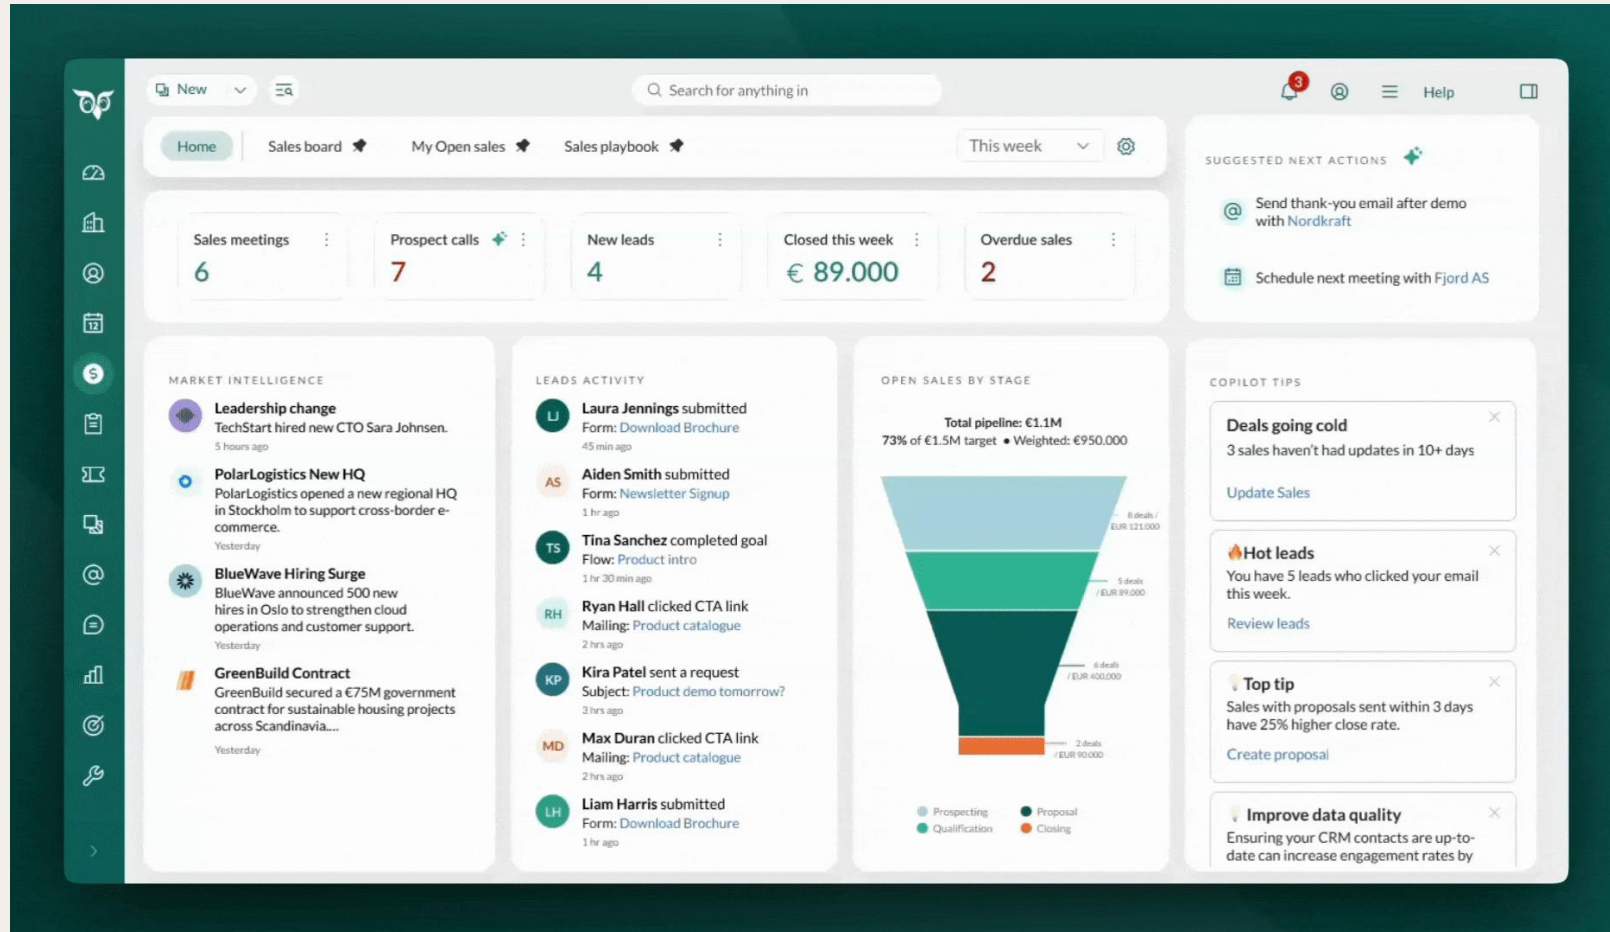 New
Search for anything in
3
Help
Home
Sales board
My Open sales
Sales playbook
This week
Sales meetings
6
Prospect calls
7
New leads
4
Closed this week
€ 89.000
Overdue sales
2
SUGGESTED NEXT ACTIONS
Send thank-you email after demo
with Nordkraft
Schedule next meeting with Fjord AS
12
MARKET INTELLIGENCE
Leadership change
TechStart hired new CTO Sara Johnsen.
5 hours ago
PolarLogistics New HQ
PolarLogistics opened a new regional HQ
in Stockholm to support cross-border e-
commerce.
Yesterday
BlueWave Hiring Surge
BlueWave announced 500 new
hires in Oslo to strengthen cloud
operations and customer support.
Yesterday
GreenBuild Contract
GreenBuild secured a €75M government
contract for sustainable housing projects
across Scandinavia....
Yesterday
LEADS ACTIVITY
LJ
Laura Jennings submitted
Form: Download Brochure
45 min ago
AS
Aiden Smith submitted
Form: Newsletter Signup
1 hr ago
TS
Tina Sanchez completed goal
Flow: Product intro
1 hr 30 min ago
RH
Ryan Hall clicked CTA link
Mailing: Product catalogue
2 hrs ago
KP
Kira Patel sent a request
Subject: Product demo tomorrow?
3 hrs ago
MD
Max Duran clicked CTA link
Mailing: Product catalogue
2 hrs ago
LH
Liam Harris submitted
Form: Download Brochure
1 hr ago
OPEN SALES BY STAGE
Total pipeline: €1.1M
73% of €1.5M target • Weighted: €950.000
8 deals /
EUR 121.000
5 deals
/ EUR 89.000
6 deals
/ EUR 400.000
2 deals
/ EUR 90.000
Prospecting
Proposal
Qualification
Closing
COPILOT TIPS
Deals going cold
3 sales haven't had updates in 10+ days
Update Sales
Hot leads
You have 5 leads who clicked your email
this week.
Review leads
Top tip
Sales with proposals sent within 3 days
have 25% higher close rate.
Create proposal
Improve data quality
Ensuring your CRM contacts are up-to-
date can increase engagement rates by